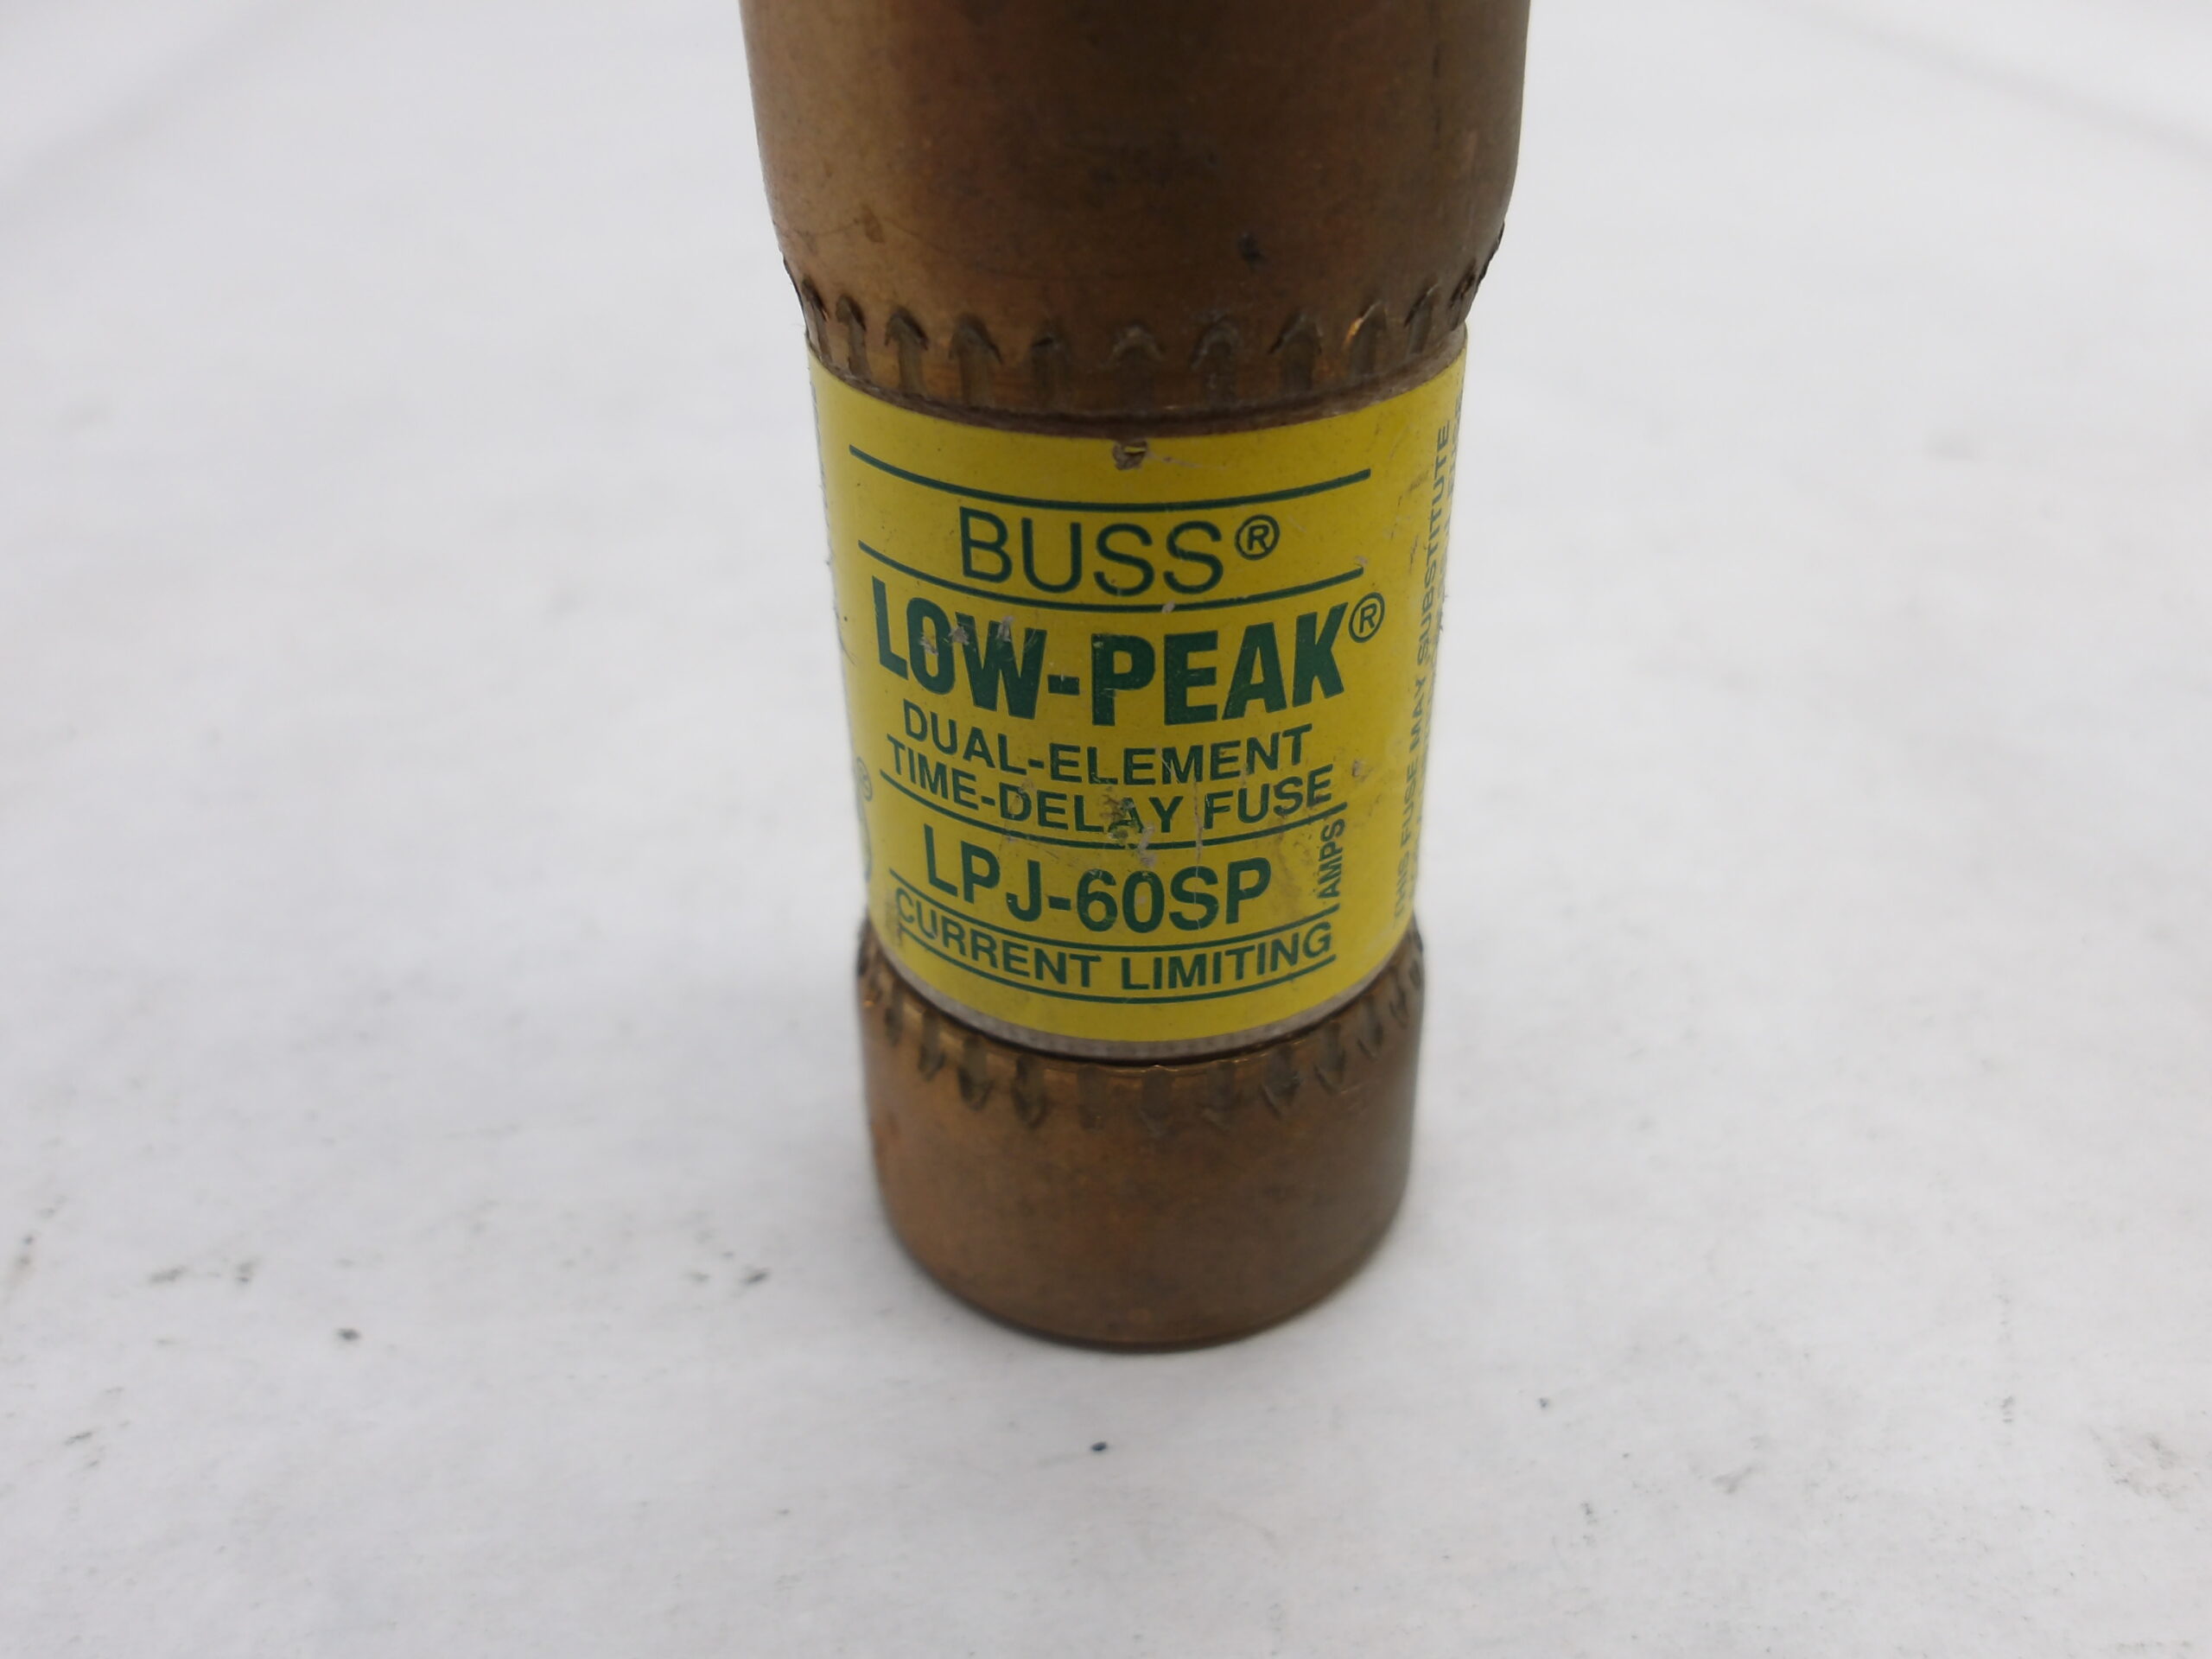 BUSS®
LOW-PEAK®
DUAL-ELEMENT
TIME-DELAY FUSE
LPJ-60SP
AMPS
CURRENT LIMITING
THIS FUSE MAY SUBSTITUTE